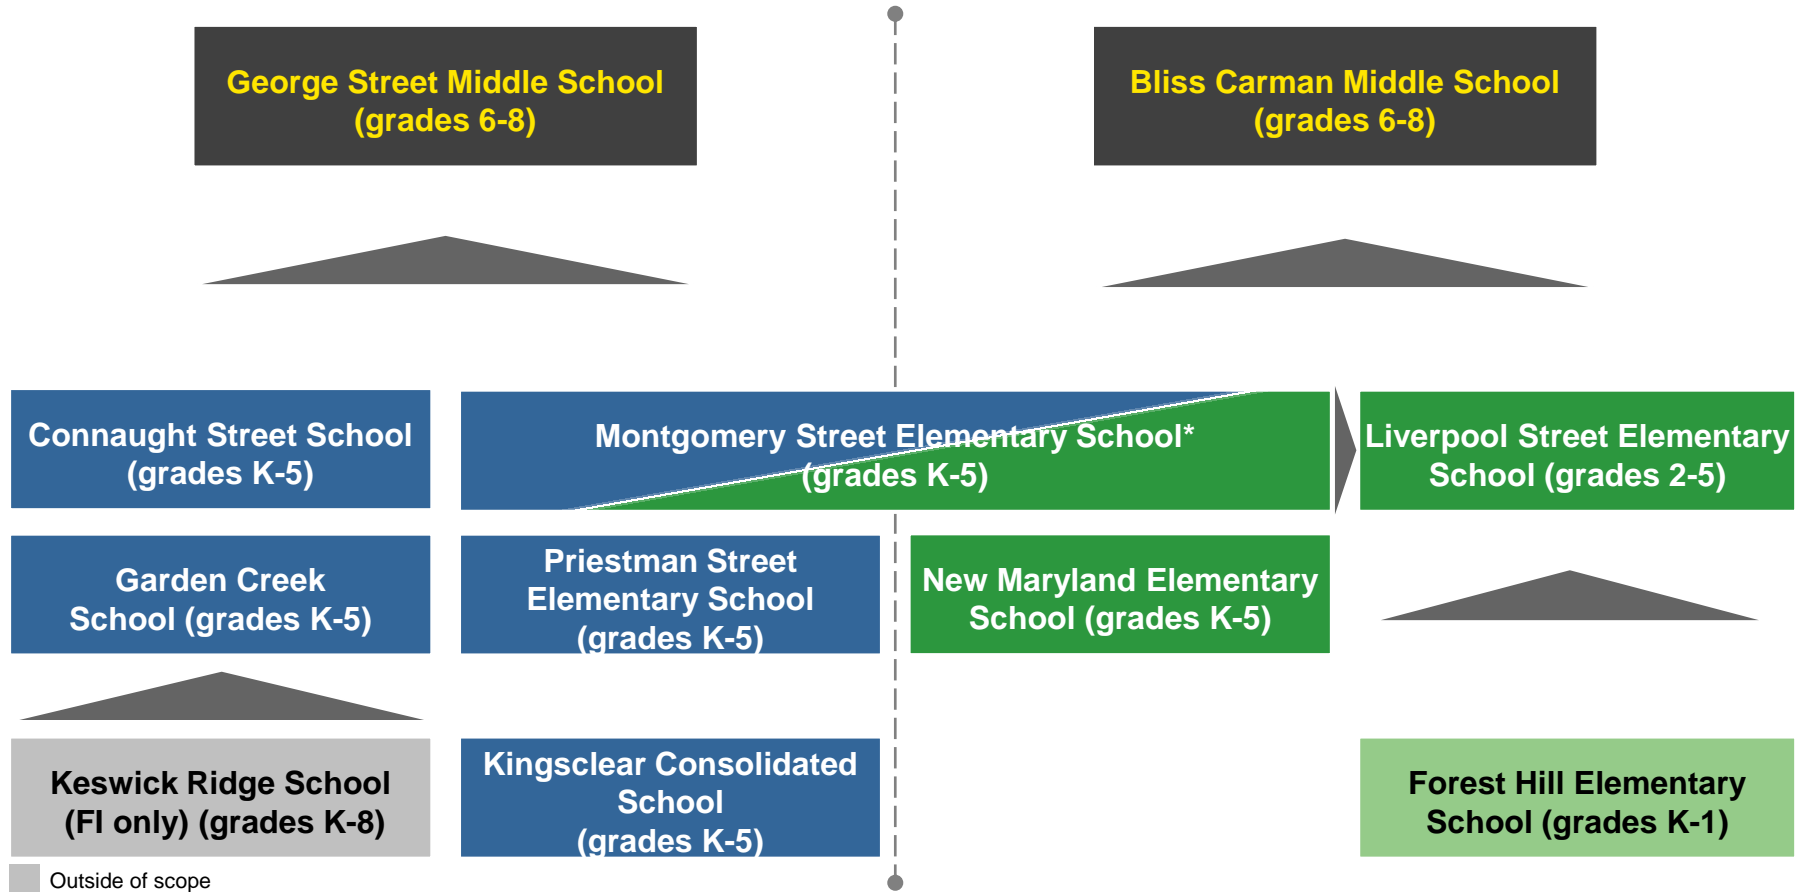 George Street Middle School
(grades 6-8)
Bliss Carman Middle School
(grades 6-8)
Connaught Street School
(grades K-5)
Montgomery Street Elementary School*
(grades K-5)
Liverpool Street Elementary
School (grades 2-5)
Garden Creek
School (grades K-5)
Priestman Street
Elementary School
(grades K-5)
New Maryland Elementary
School (grades K-5)
Keswick Ridge School
(FI only) (grades K-8)
Kingsclear Consolidated
School
(grades K-5)
Forest Hill Elementary
School (grades K-1)
Outside of scope